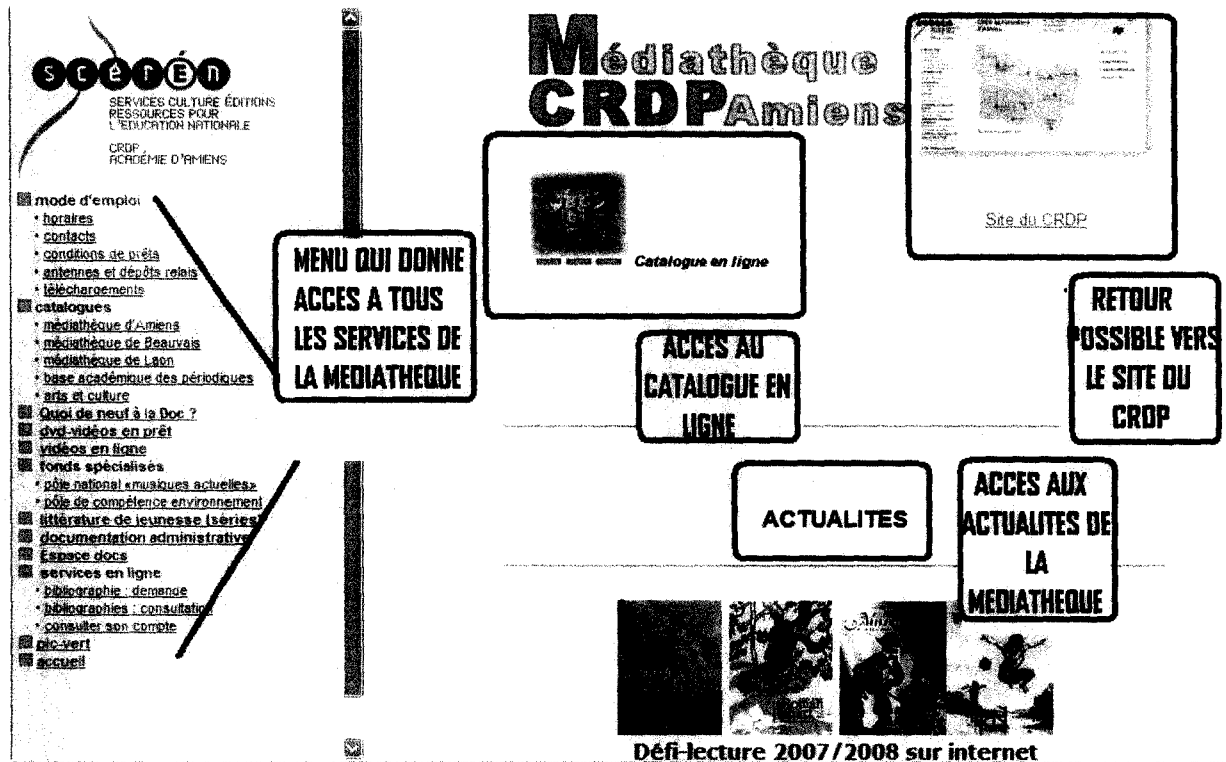 scérÉn
SERVICES CULTURE ÉDITIONS
RESSOURCES POUR
L'EDUCATION NATIONALE
CRDP
ACADÉMIE D'AMIENS
mode d'emploi
horaires
contacts
conditions de prêts
antennes et dépôts relais
téléchargements
catalogues
médiathèque d'Amiens
médiathèque de Beauvais
médiathèque de Laon
base académique des périodiques
arts et culture
Quoi de neuf à la Doc ?
dvd-vidéos en prêt
vidéos en ligne
fonds spécialisés
pôle national «musiques actuelles»
pôle de compétence environnement
littérature de jeunesse (séries)
documentation administrative
Espace docs
services en ligne
bibliographie : demande
bibliographies : consultation
consulter son compte
pic-vert
accueil
MENU QUI DONNE
ACCES A TOUS
LES SERVICES DE
LA MEDIATHEQUE
Médiathèque
CRDP Amiens
Catalogue en ligne
Site du CRDP
ACCES AU
CATALOGUE EN
LIGNE
RETOUR
POSSIBLE VERS
LE SITE DU
CRDP
ACTUALITES
ACCES AUX
ACTUALITES DE
LA
MEDIATHEQUE
Défi-lecture 2007/2008 sur internet